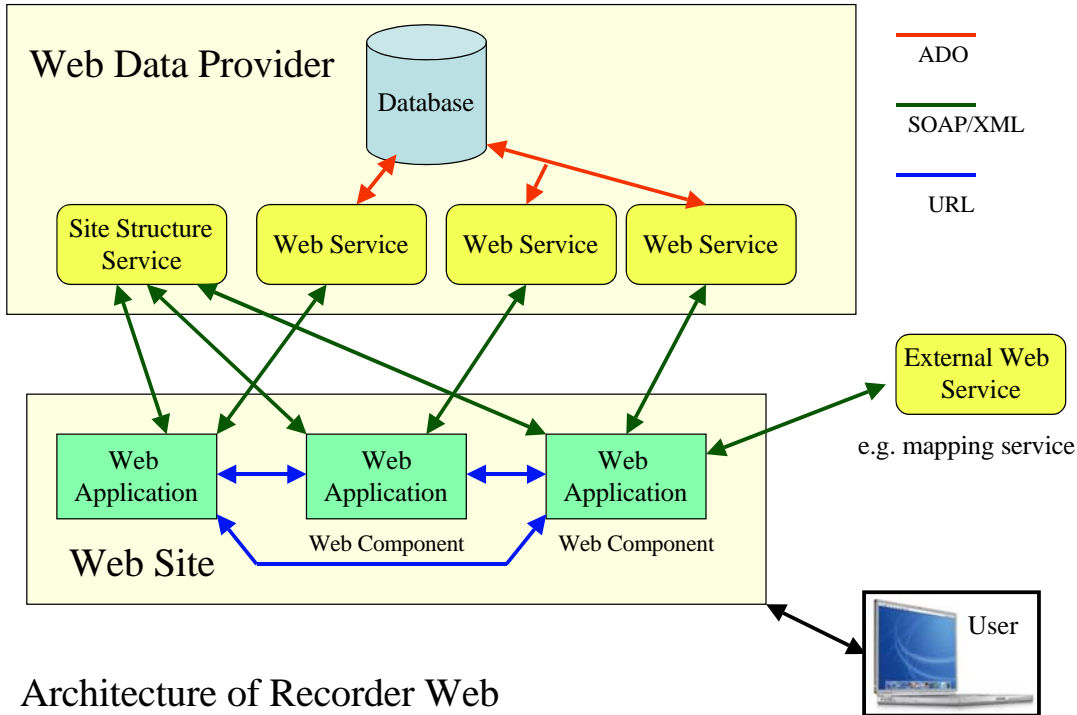 Web Data Provider
Database
ADO
SOAP/XML
URL
Site Structure
Service
Web Service
Web Service
Web Service
External Web
Service
e.g. mapping service
Web
Application
Web
Application
Web
Application
Web Component
Web Component
Web Site
User
Architecture of Recorder Web